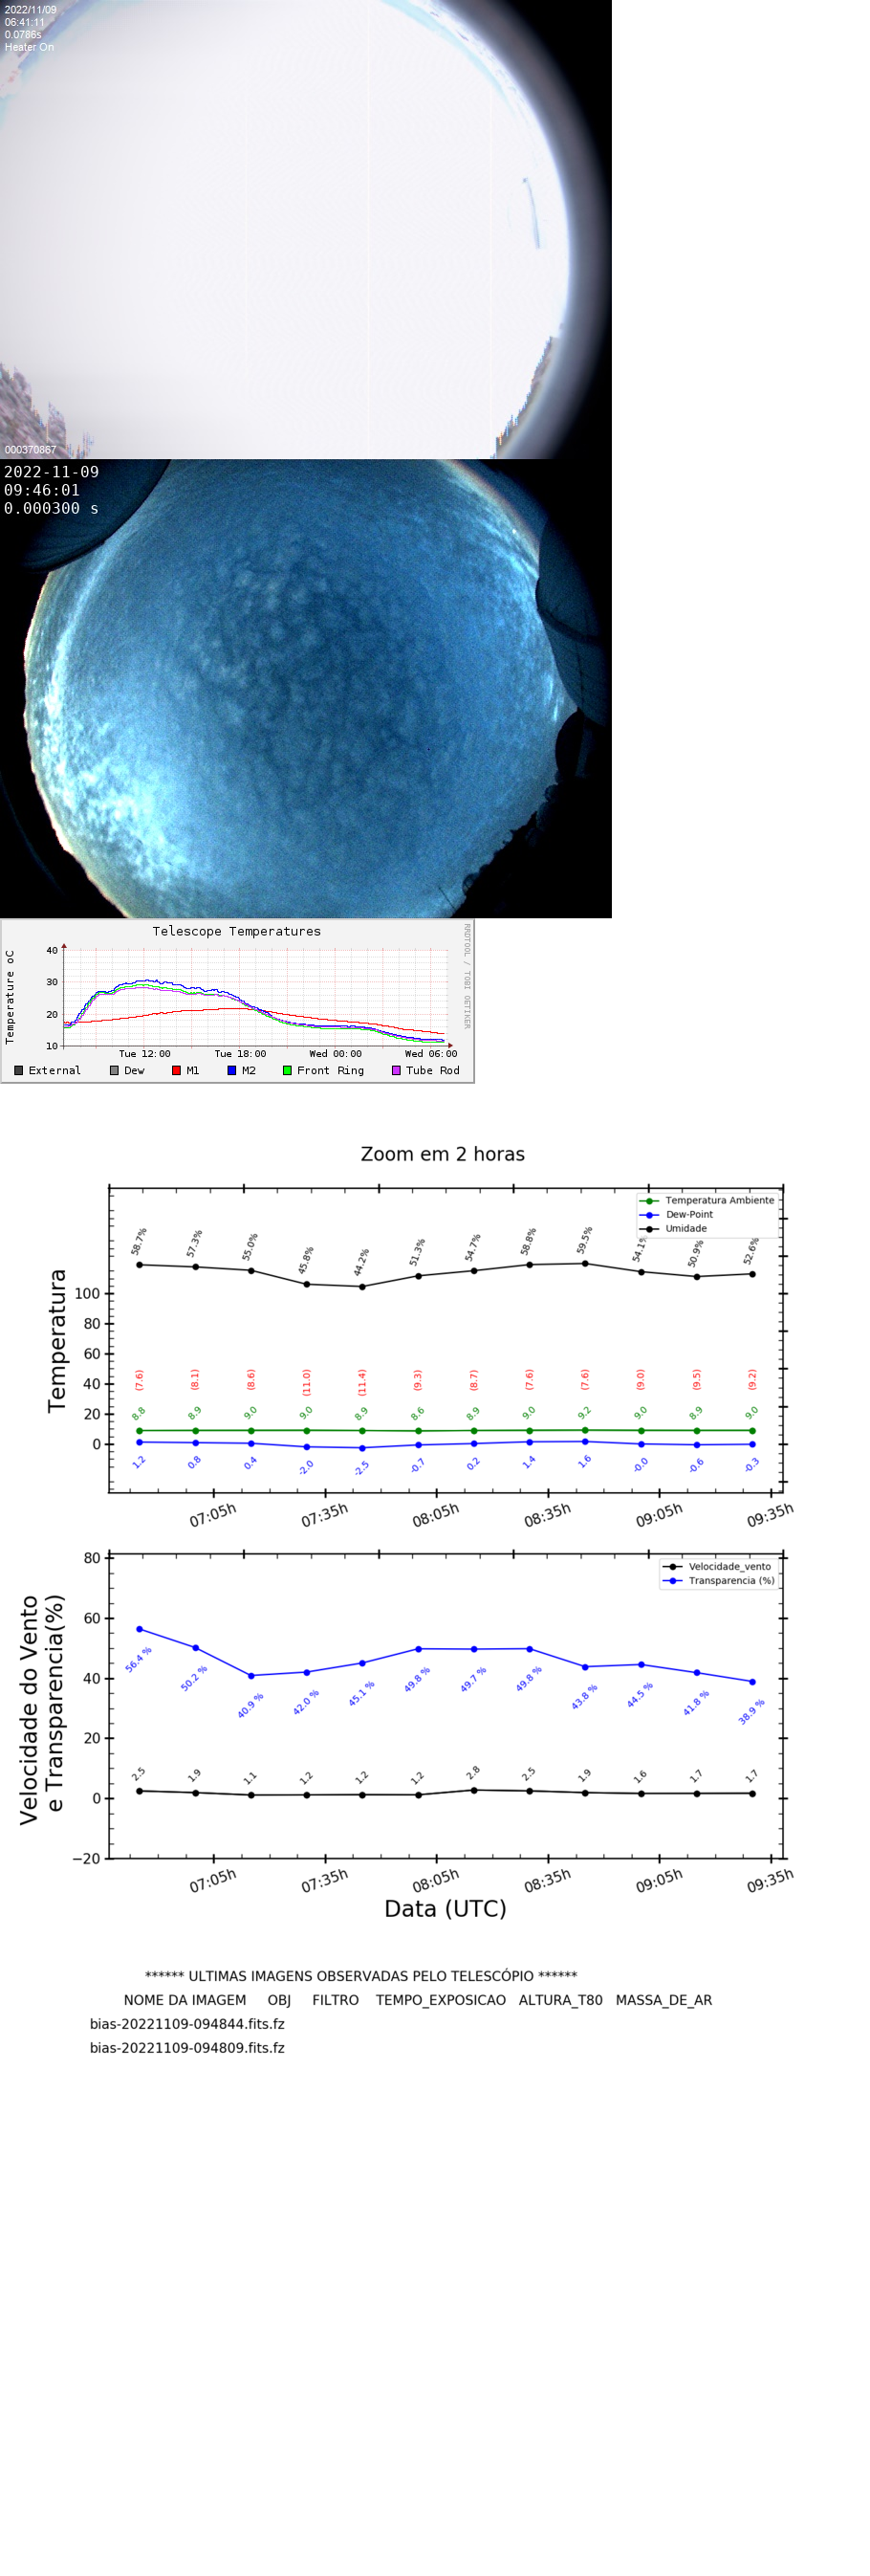 2022/11/09
06:41:11
0.0786s
Heater On
000370867
2022-11-09
09:46:01
0.000300 s
Telescope Temperatures
Temperature oC
RRDTOOL / TOBI OETIKER
40
30
20
10
Tue 12:00 Tue 18:00 Wed 00:00 Wed 06:00
External Dew M1 M2 Front Ring Tube Rod
Zoom em 2 horas
Temperatura
Temperatura Ambiente
Dew-Point
Umidade
58.7% 57.3% 55.0% 45.8% 44.2% 51.3% 54.7% 58.8% 59.5% 54.1% 50.9% 52.6%
100
80
60
40
20
0
(7.6) (8.1) (8.6) (11.0) (11.4) (9.3) (8.7) (7.6) (7.6) (9.0) (9.5) (9.2)
8.8 8.9 9.0 9.0 8.9 8.6 8.9 9.0 9.2 9.0 8.9 9.0
1.2 0.8 0.4 -2.0 -2.5 -0.7 0.2 1.4 1.6 -0.0 -0.6 -0.3
07:05h 07:35h 08:05h 08:35h 09:05h 09:35h
Velocidade do Vento
e Transparencia(%)
Velocidade_vento
Transparencia (%)
80
60
40
20
0
−20
56.4 % 50.2 % 40.9 % 42.0 % 45.1 % 49.8 % 49.7 % 49.8 % 43.8 % 44.5 % 41.8 % 38.9 %
2.5 1.9 1.1 1.2 1.2 1.2 2.8 2.5 1.9 1.6 1.7 1.7
07:05h 07:35h 08:05h 08:35h 09:05h 09:35h
Data (UTC)
****** ULTIMAS IMAGENS OBSERVADAS PELO TELESCÓPIO ******
NOME DA IMAGEM OBJ FILTRO TEMPO_EXPOSICAO ALTURA_T80 MASSA_DE_AR
bias-20221109-094844.fits.fz
bias-20221109-094809.fits.fz